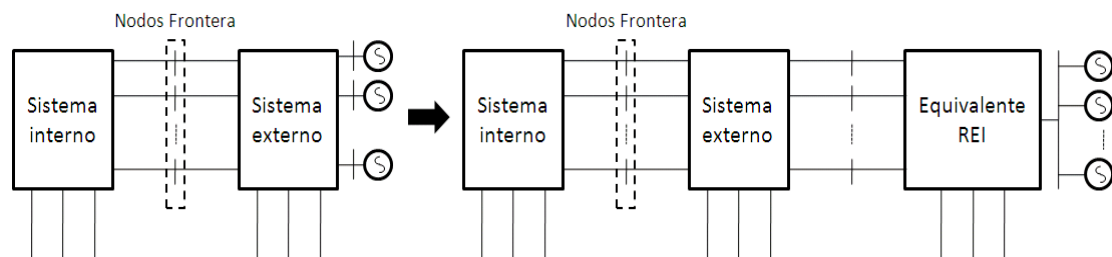 Nodos Frontera
Sistema
interno
Sistema
externo
S
S
S
Nodos Frontera
Sistema
interno
Sistema
externo
Equivalente
REI
S
S
S